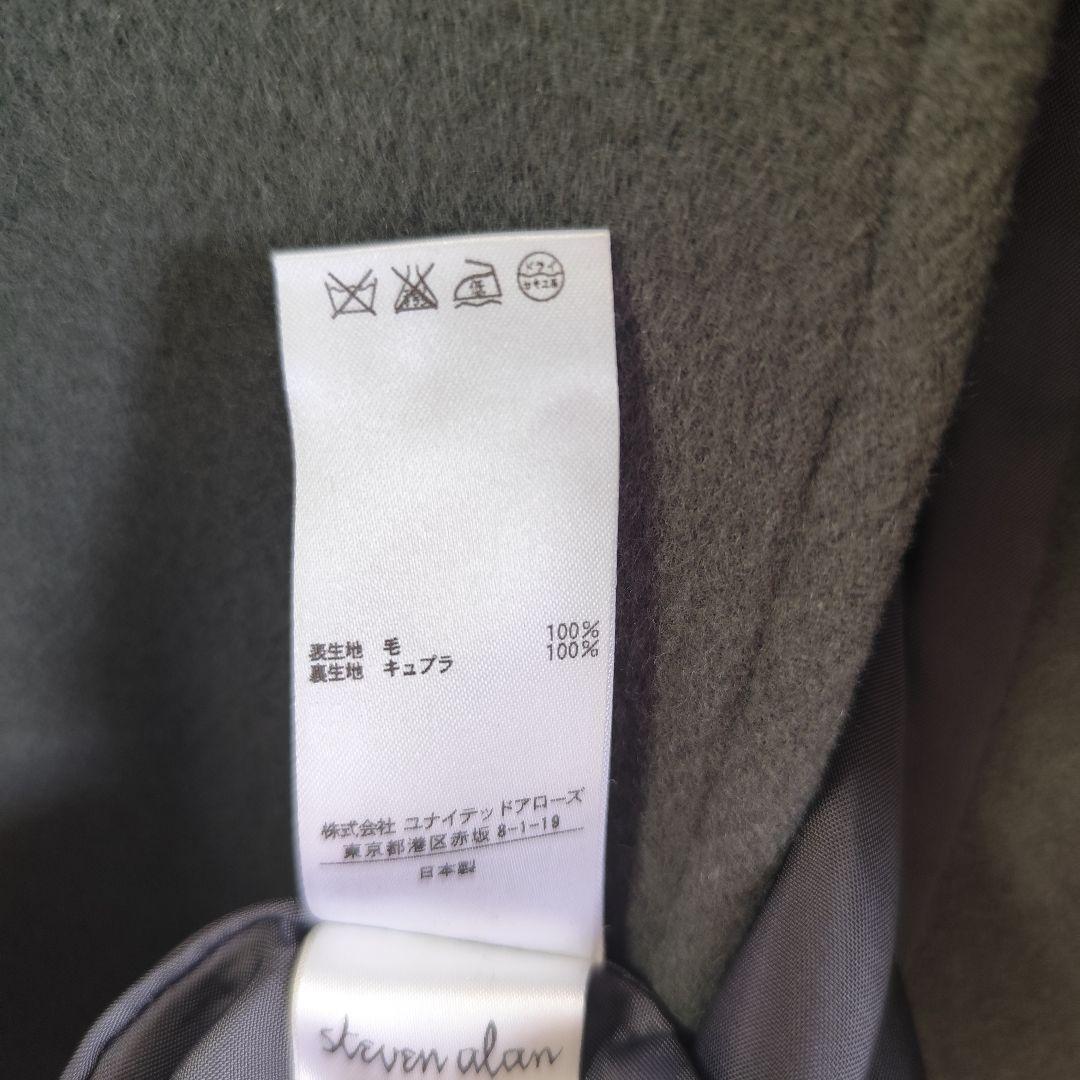 低
ドライ
セキユ系
表生地 毛 100%
裏生地 キュプラ 100%
株式会社 ユナイテッドアローズ
東京都港区赤坂 8-1-19
日本製
steven alan